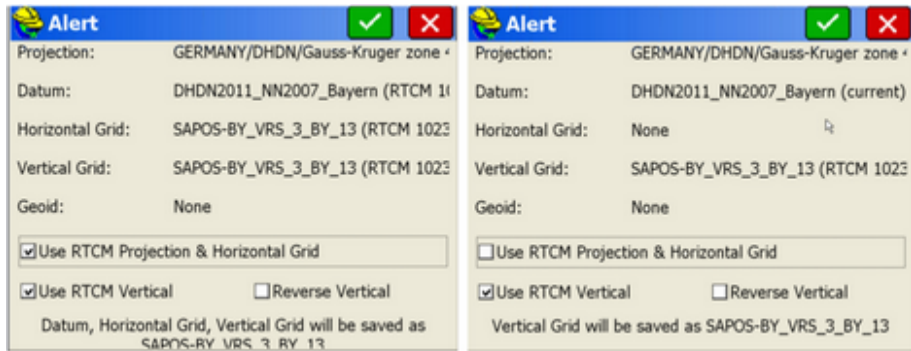 Alert
Projection: GERMANY/DHDN/Gauss-Kruger zone
Datum: DHDN2011_NN2007_Bayern (RTCM 10
Horizontal Grid: SAPOS-BY_VRS_3_BY_13 (RTCM 1023
Vertical Grid: SAPOS-BY_VRS_3_BY_13 (RTCM 1023
Geoid: None
Use RTCM Projection & Horizontal Grid
Use RTCM Vertical Reverse Vertical
Datum, Horizontal Grid, Vertical Grid will be saved as
SAPOS-BY_VRS_3_BY_13
Alert
Projection: GERMANY/DHDN/Gauss-Kruger zone
Datum: DHDN2011_NN2007_Bayern (current)
Horizontal Grid: None
Vertical Grid: SAPOS-BY_VRS_3_BY_13 (RTCM 1023
Geoid: None
Use RTCM Projection & Horizontal Grid
Use RTCM Vertical Reverse Vertical
Vertical Grid will be saved as SAPOS-BY_VRS_3_BY_13